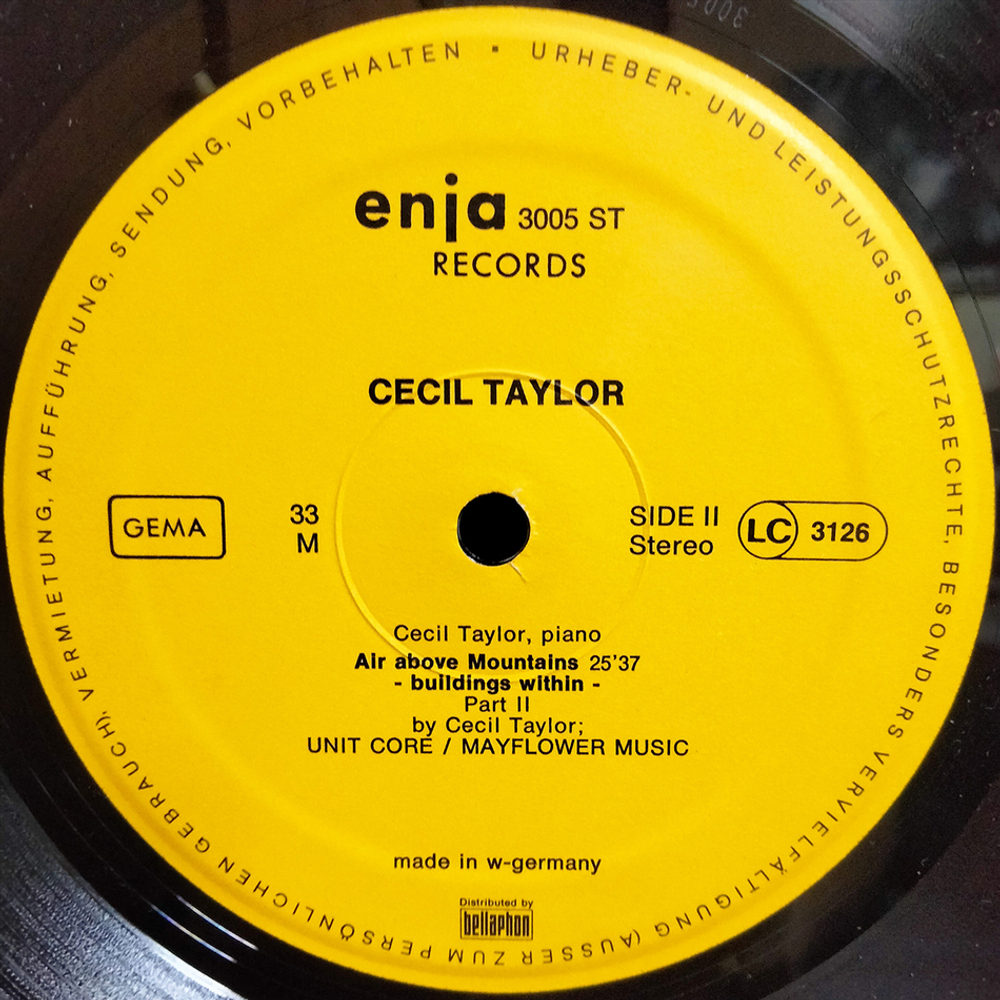 URHEBER- UND LEISTUNGSSCHUTZRECHTE, BESONDERS VERVIELFÄLTIGUNG (AUSSER ZUM PERSÖNLICHEN GEBRAUCH), VERMIETUNG, AUFFÜHRUNG, SENDUNG, VORBEHALTEN ▪
enja 3005 ST
RECORDS
CECIL TAYLOR
GEMA
33
M
SIDE II
Stereo
LC 3126
Cecil Taylor, piano
Air above Mountains 25'37
- buildings within -
Part II
by Cecil Taylor;
UNIT CORE / MAYFLOWER MUSIC
made in w-germany
Distributed by
bellaphon